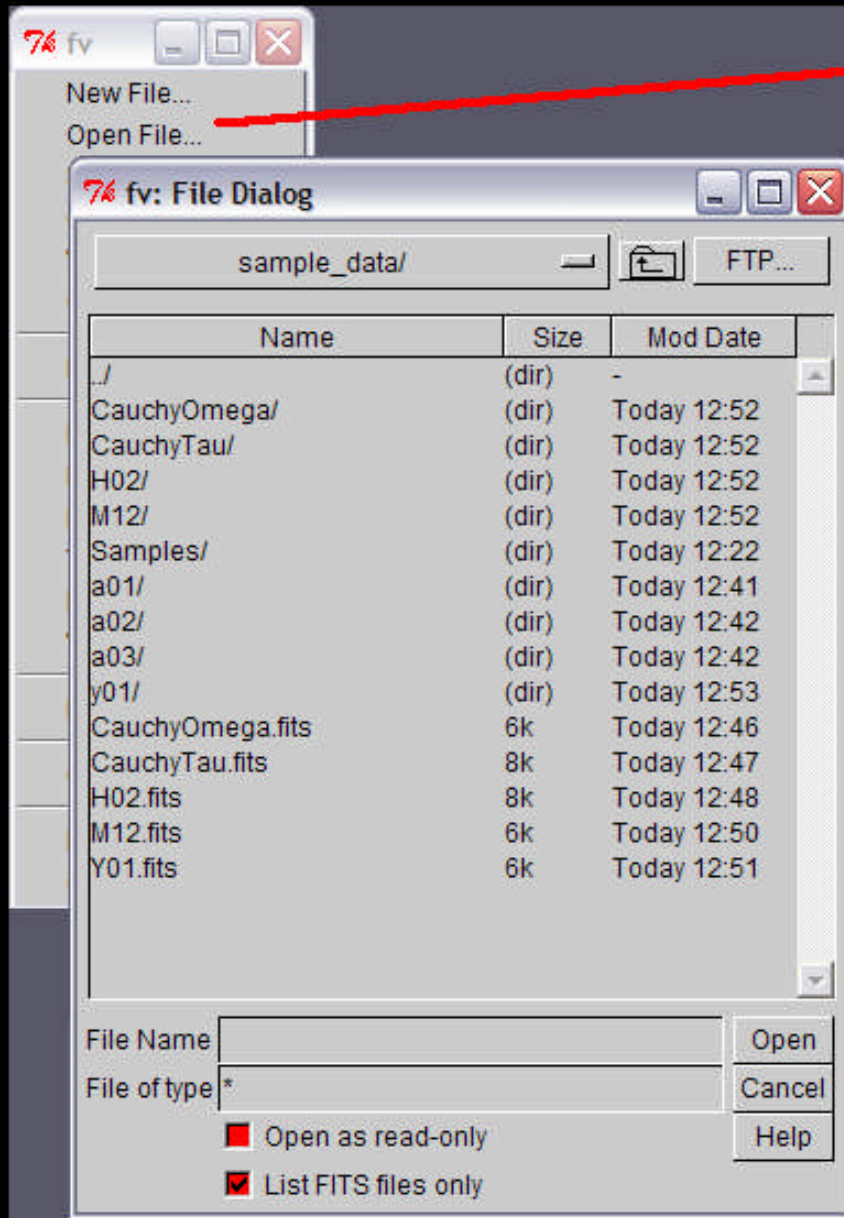 fv
New File...
Open File...
fv: File Dialog
sample_data/
FTP...
Name Size Mod Date
../ (dir) -
CauchyOmega/ (dir) Today 12:52
CauchyTau/ (dir) Today 12:52
H02/ (dir) Today 12:52
M12/ (dir) Today 12:52
Samples/ (dir) Today 12:22
a01/ (dir) Today 12:41
a02/ (dir) Today 12:42
a03/ (dir) Today 12:42
y01/ (dir) Today 12:53
CauchyOmega.fits 6k Today 12:46
CauchyTau.fits 8k Today 12:47
H02.fits 8k Today 12:48
M12.fits 6k Today 12:50
Y01.fits 6k Today 12:51
File Name Open
File of type * Cancel
Open as read-only Help
List FITS files only